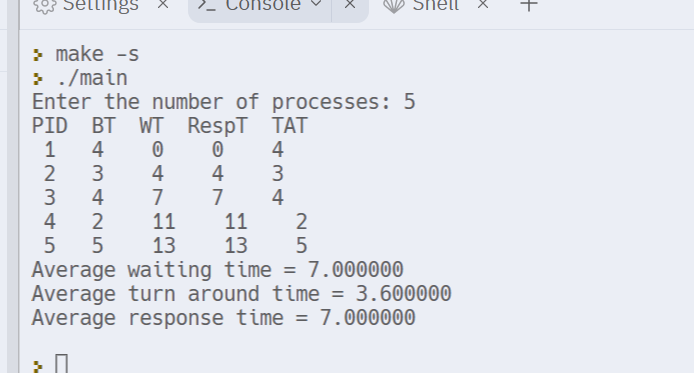 Settings × >_ Console × Shell × +
> make -s
> ./main
Enter the number of processes: 5
PID BT WT RespT TAT
1 4 0 0 4
2 3 4 4 3
3 4 7 7 4
4 2 11 11 2
5 5 13 13 5
Average waiting time = 7.000000
Average turn around time = 3.600000
Average response time = 7.000000
>